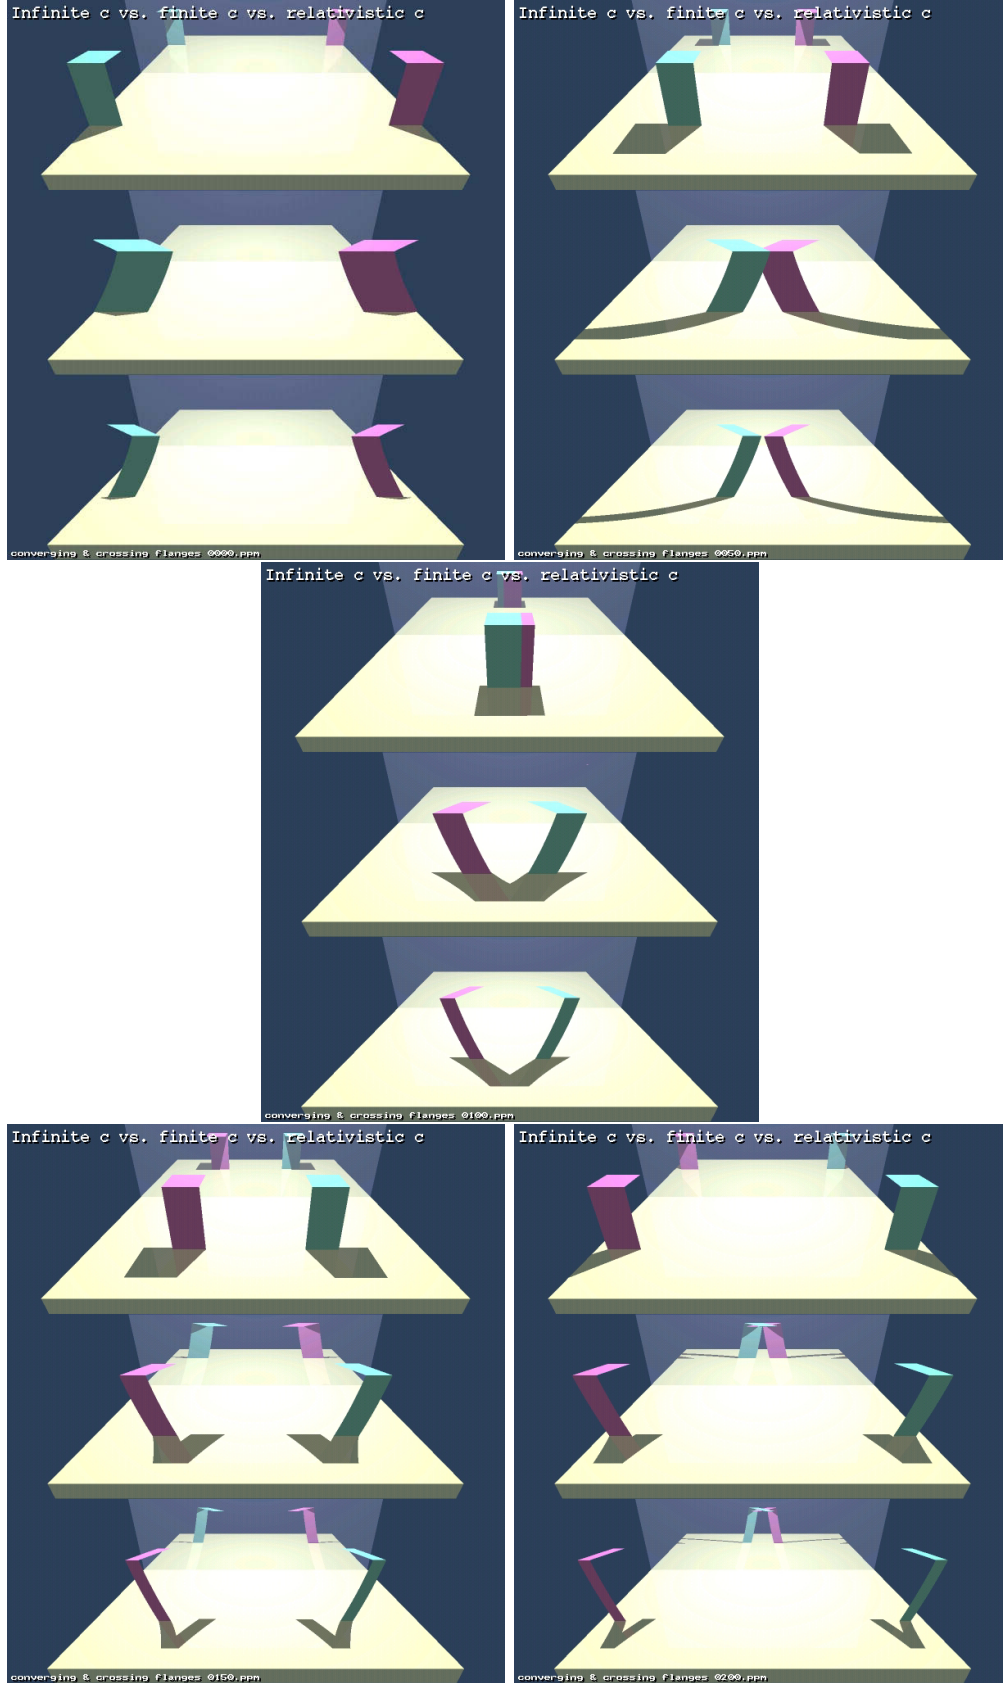 Infinite c vs. finite c vs. relativistic c
converging & crossing flanges 0000.ppm
Infinite c vs. finite c vs. relativistic c
converging & crossing flanges 0050.ppm
Infinite c vs. finite c vs. relativistic c
converging & crossing flanges 0100.ppm
Infinite c vs. finite c vs. relativistic c
converging & crossing flanges 0150.ppm
Infinite c vs. finite c vs. relativistic c
converging & crossing flanges 0200.ppm